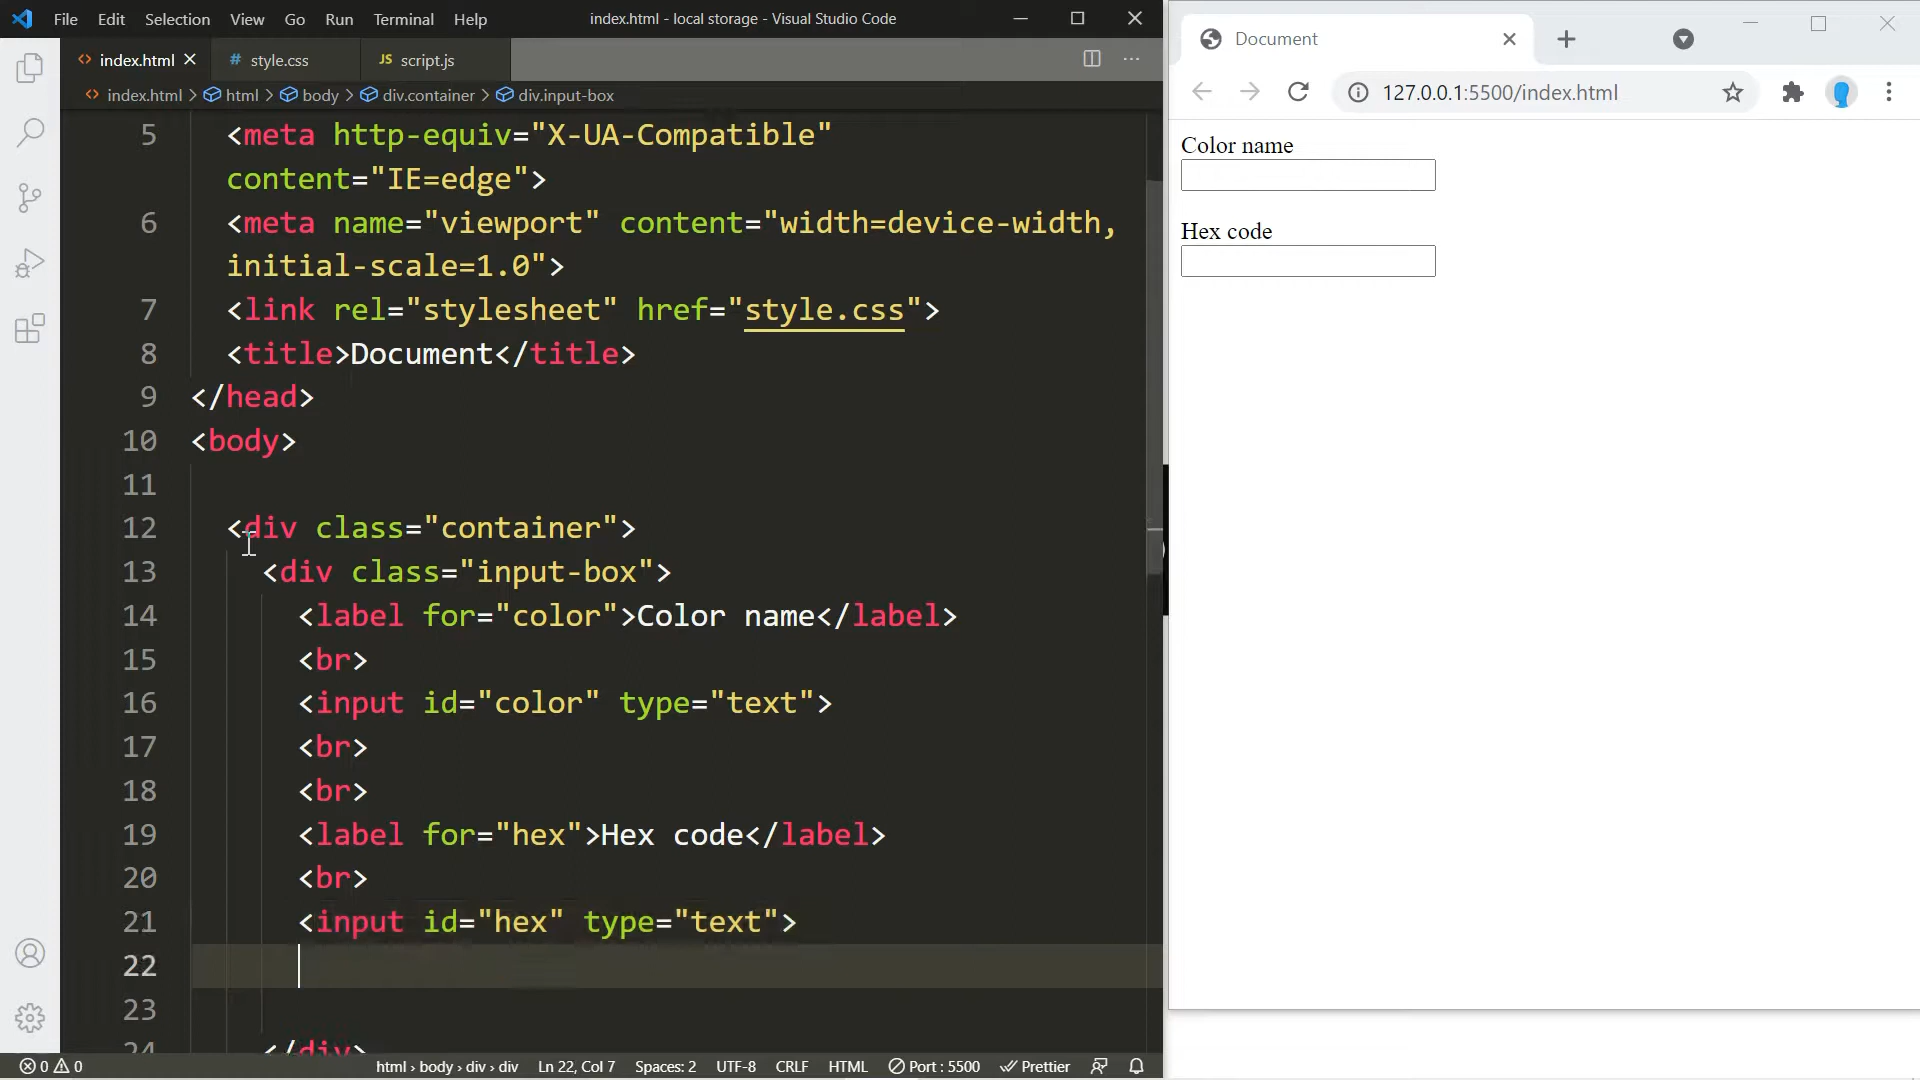 File Edit Selection View Go Run Terminal Help
index.html - local storage - Visual Studio Code
index.html
# style.css
JS script.js
index.html > html > body > div.container > div.input-box
5 <meta http-equiv="X-UA-Compatible"
content="IE=edge">
6 <meta name="viewport" content="width=device-width,
initial-scale=1.0">
7 <link rel="stylesheet" href="style.css">
8 <title>Document</title>
9 </head>
10 <body>
11
12 <div class="container">
13 <div class="input-box">
14 <label for="color">Color name</label>
15 <br>
16 <input id="color" type="text">
17 <br>
18 <br>
19 <label for="hex">Hex code</label>
20 <br>
21 <input id="hex" type="text">
22
23
24 </div>
0 0 html › body › div › div Ln 22, Col 7 Spaces: 2 UTF-8 CRLF HTML Port : 5500 Prettier
Document
127.0.0.1:5500/index.html
Color name
Hex code